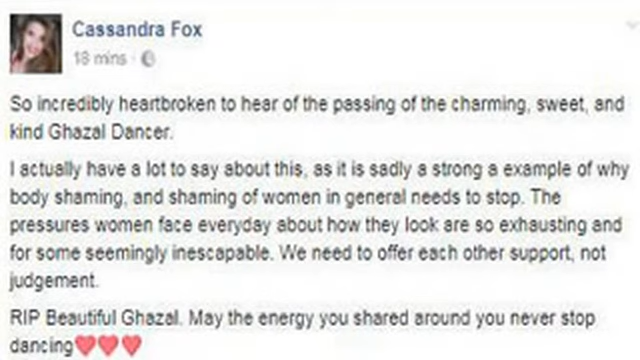 Cassandra Fox
18 mins ·
So incredibly heartbroken to hear of the passing of the charming, sweet, and
kind Ghazal Dancer.
I actually have a lot to say about this, as it is sadly a strong a example of why
body shaming, and shaming of women in general needs to stop. The
pressures women face everyday about how they look are so exhausting and
for some seemingly inescapable. We need to offer each other support, not
judgement.
RIP Beautiful Ghazal. May the energy you shared around you never stop
dancing❤❤❤